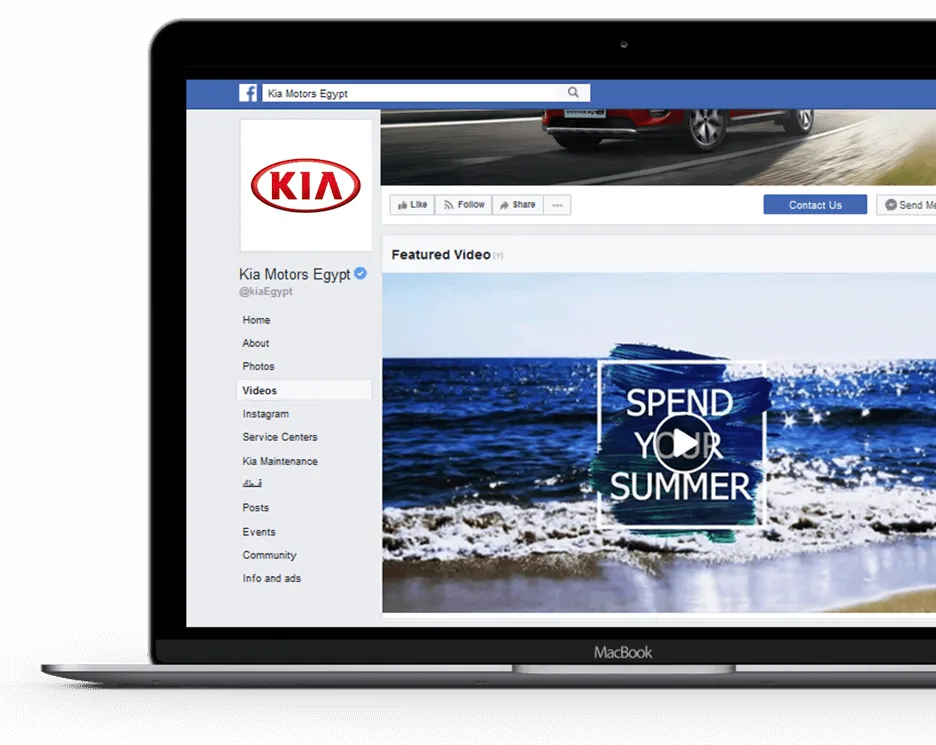 Kia Motors Egypt
KIA
Like
Follow
Share
...
Contact Us
Send Me
Featured Video
Kia Motors Egypt
@kiaEgypt
Home
About
Photos
Videos
Instagram
Service Centers
Kia Maintenance
Posts
Events
Community
Info and ads
SPEND
YOUR
SUMMER
MacBook